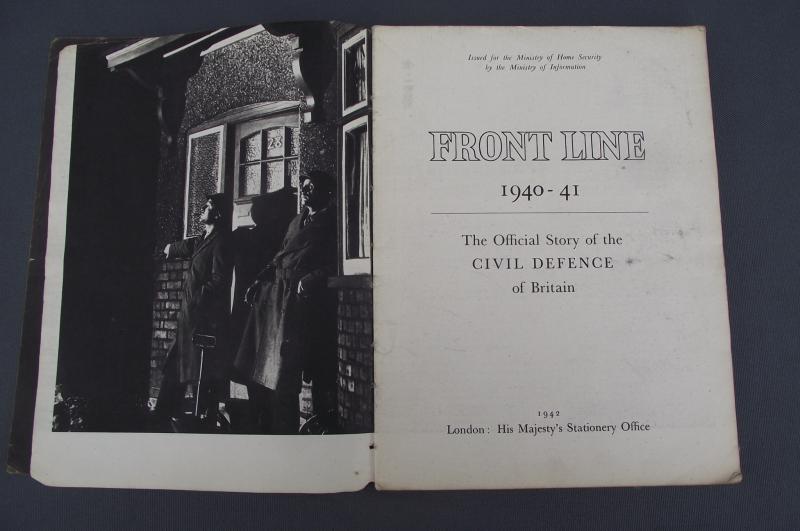 28
Issued for the Ministry of Home Security
by the Ministry of Information
FRONT LINE
1940-41
The Official Story of the
CIVIL DEFENCE
of Britain
1942
London: His Majesty's Stationery Office